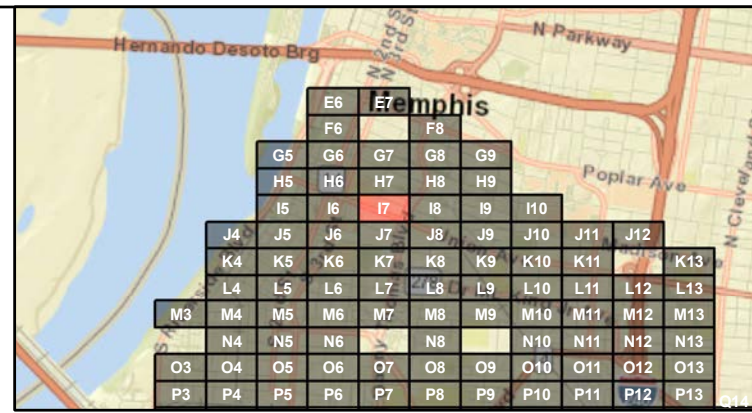 Hernando Desoto Brg
N 2nd St
N 3rd St
N Parkway
Memphis
E6 E7
F6 F8
G5 G6 G7 G8 G9
Poplar Ave
H5 H6 H7 H8 H9
I5 I6 I7 I8 I9 I10
J4 J5 J6 J7 J8 J9 J10 J11 J12
K4 K5 K6 K7 K8 K9 K10 K11 K13
L4 L5 L6 L7 L8 L9 L10 L11 L12 L13
M3 M4 M5 M6 M7 M8 M9 M10 M11 M12 M13
N4 N5 N6 N8 N10 N11 N12 N13
O3 O4 O5 O6 O7 O8 O9 O10 O11 O12 O13
P3 P4 P5 P6 P7 P8 P9 P10 P11 P12 P13
Q14